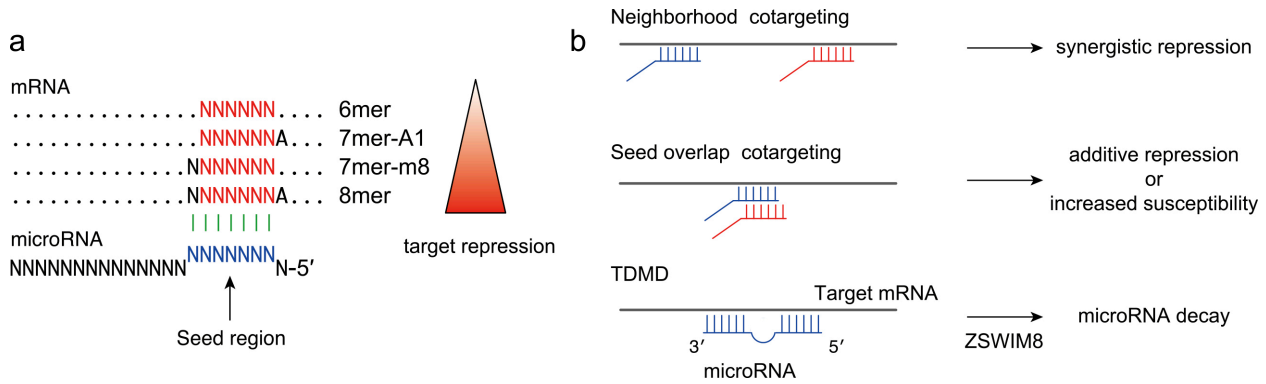 a
mRNA
...............NNNNNN.... 6mer
...............NNNNNNA... 7mer-A1
..............NNNNNNN.... 7mer-m8
..............NNNNNNNA... 8mer
target repression
microRNA
NNNNNNNNNNNNNNNNNNNNNN-5′
Seed region
b
Neighborhood cotargeting
synergistic repression
Seed overlap cotargeting
additive repression
or
increased susceptibility
TDMD
Target mRNA
3′
5′
microRNA
ZSWIM8
microRNA decay